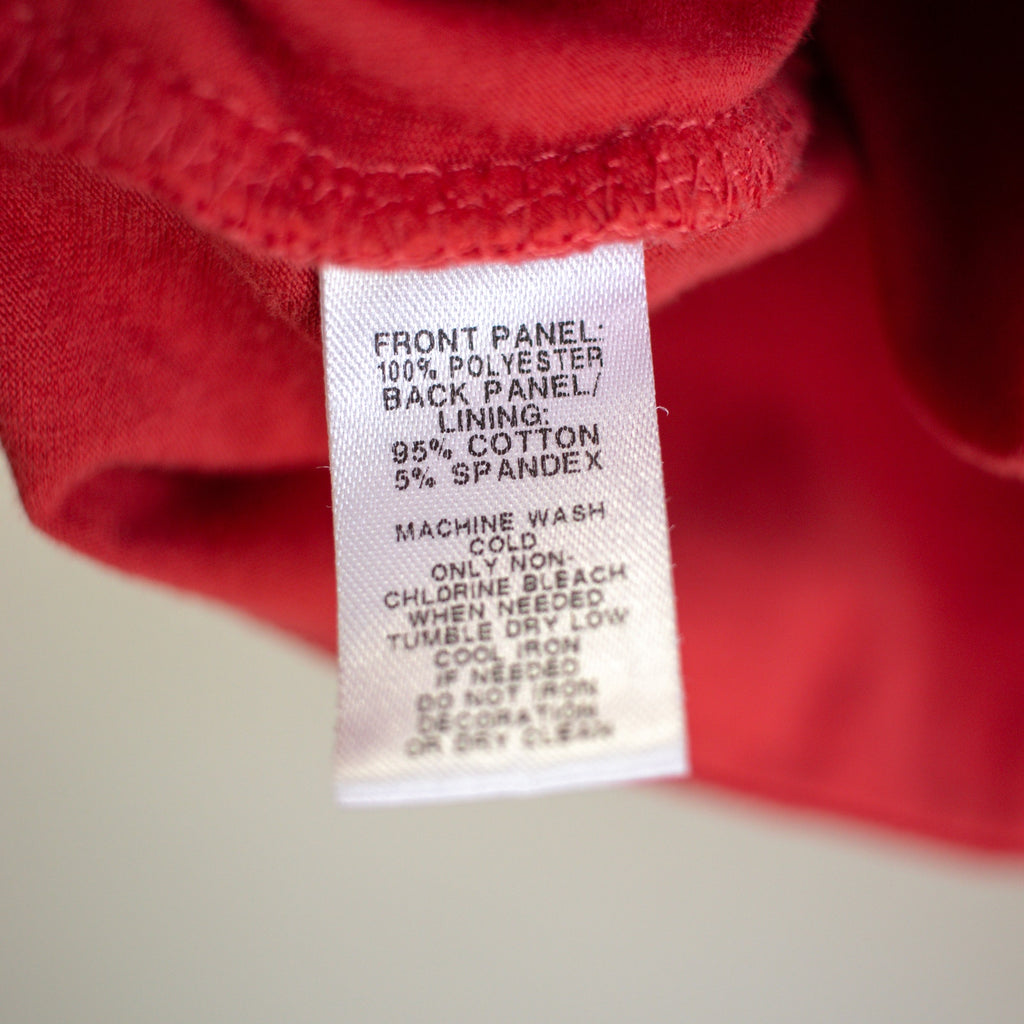 FRONT PANEL:
100% POLYESTER
BACK PANEL/
LINING:
95% COTTON
5% SPANDEX
MACHINE WASH
COLD
ONLY NON-
CHLORINE BLEACH
WHEN NEEDED
TUMBLE DRY LOW
COOL IRON
IF NEEDED
DO NOT IRON
DECORATION
OR DRY CLEAN